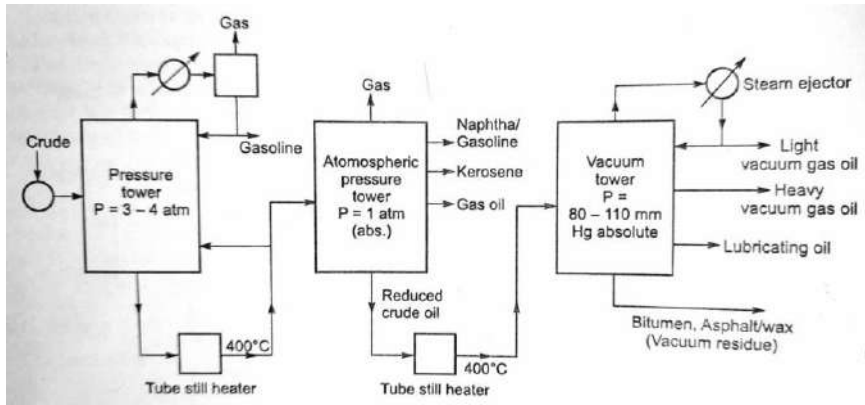 Gas
Crude
Pressure
tower
P = 3 – 4 atm
Gasoline
400°C
Tube still heater
Gas
Atomospheric
pressure
tower
P = 1 atm
(abs.)
Naphtha/
Gasoline
Kerosene
Gas oil
Reduced
crude oil
400°C
Tube still heater
Vacuum
tower
P =
80 – 110 mm
Hg absolute
Steam ejector
Light
vacuum gas oil
Heavy
vacuum gas oil
Lubricating oil
Bitumen, Asphalt/wax
(Vacuum residue)